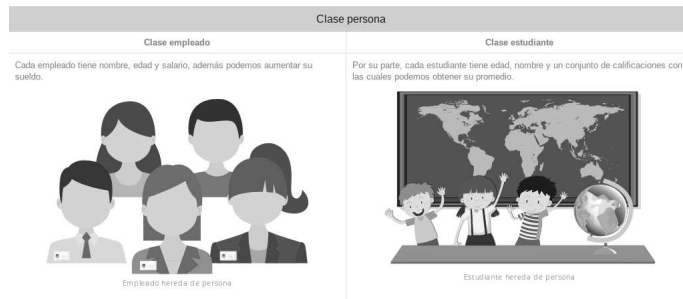 Clase persona
Clase empleado
Cada empleado tiene nombre, edad y salario, además podemos aumentar su
sueldo.
Empleado hereda de persona
Clase estudiante
Por su parte, cada estudiante tiene edad, nombre y un conjunto de calificaciones con
las cuales podemos obtener su promedio.
Estudiante hereda de persona